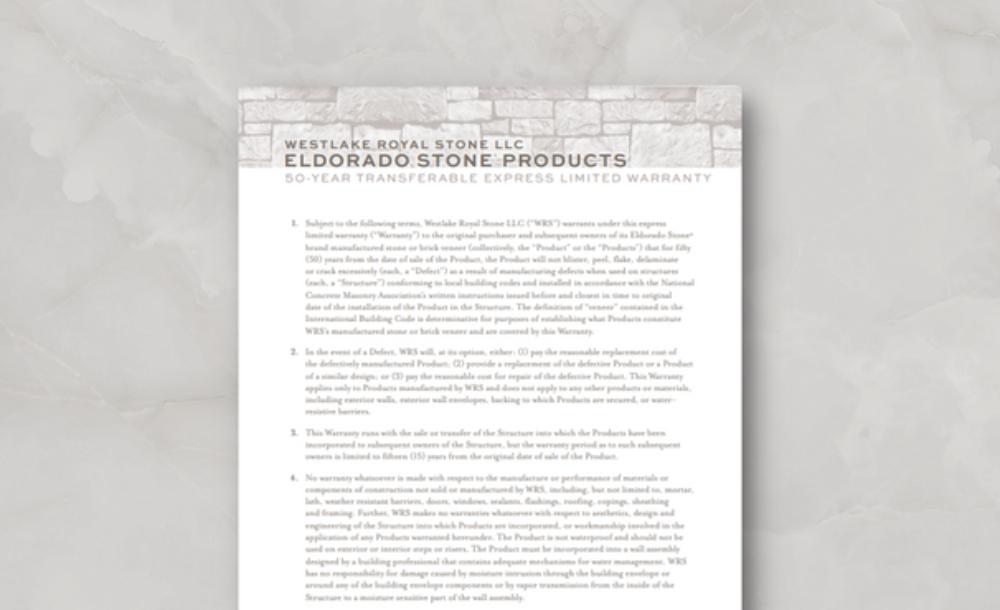 WESTLAKE ROYAL STONE LLC
ELDORADO STONE PRODUCTS
50-YEAR TRANSFERABLE EXPRESS LIMITED WARRANTY
1. Subject to the following terms, Westlake Royal Stone LLC (“WRS”) warrants under this express
limited warranty (“Warranty”) to the original purchaser and subsequent owners of its Eldorado Stone®
brand manufactured stone or brick veneer (collectively, the “Product” or the “Products”) that for fifty
(50) years from the date of sale of the Product, the Product will not blister, peel, flake, delaminate
or crack excessively (each, a “Defect”) as a result of manufacturing defects when used on structures
(each, a “Structure”) conforming to local building codes and installed in accordance with the National
Concrete Masonry Association’s written instructions issued before and closest in time to original
date of the installation of the Product in the Structure. The definition of “veneer” contained in the
International Building Code is determinative for purposes of establishing what Products constitute
WRS’s manufactured stone or brick veneer and are covered by this Warranty.
2. In the event of a Defect, WRS will, at its option, either: (1) pay the reasonable replacement cost of
the defectively manufactured Product; (2) provide a replacement of the defective Product or a Product
of a similar design; or (3) pay the reasonable cost for repair of the defective Product. This Warranty
applies only to Products manufactured by WRS and does not apply to any other products or materials,
including exterior walls, exterior wall envelopes, backing to which Products are secured, or water-
resistive barriers.
3. This Warranty runs with the sale or transfer of the Structure into which the Products have been
incorporated to subsequent owners of the Structure, but the warranty period as to such subsequent
owners is limited to fifteen (15) years from the original date of sale of the Product.
4. No warranty whatsoever is made with respect to the manufacture or performance of materials or
components of construction not sold or manufactured by WRS, including, but not limited to, mortar,
lath, weather resistant barriers, doors, windows, sealants, flashings, roofing, copings, sheathing
and framing. Further, WRS makes no warranties whatsoever with respect to aesthetics, design and
engineering of the Structure into which Products are incorporated, or workmanship involved in the
application of any Products warranted hereunder. The Product is not waterproof and should not be
used on exterior or interior steps or risers. The Product must be incorporated into a wall assembly
designed by a building professional that contains adequate mechanisms for water management. WRS
has no responsibility for damage caused by moisture intrusion through the building envelope or
around any of the building envelope components or by vapor transmission from the inside of the
Structure to a moisture sensitive part of the wall assembly.